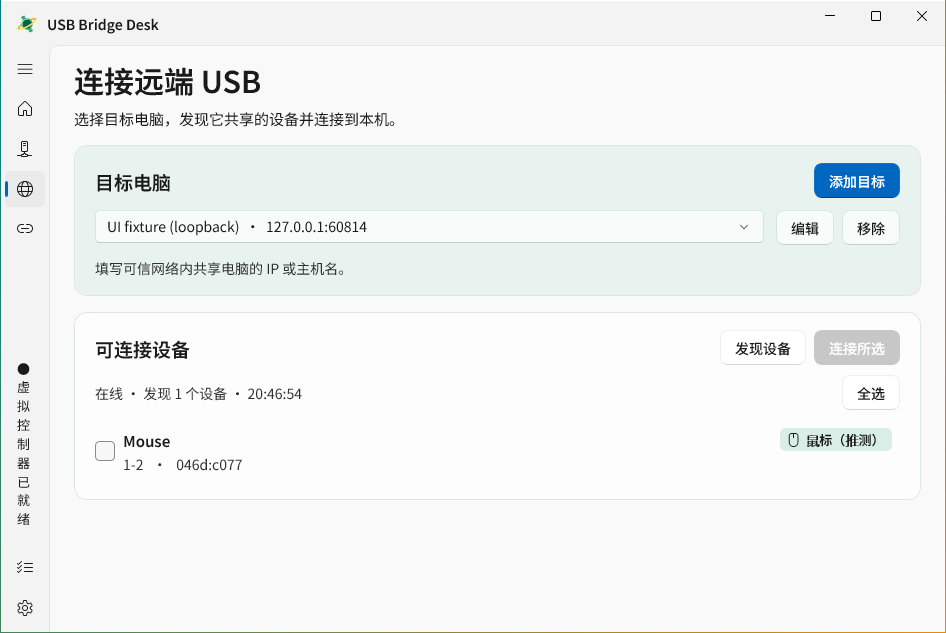 USB Bridge Desk
连接远端 USB
选择目标电脑，发现它共享的设备并连接到本机。
目标电脑
添加目标
UI fixture (loopback) • 127.0.0.1:60814
编辑
移除
填写可信网络内共享电脑的 IP 或主机名。
可连接设备
发现设备
连接所选
在线 • 发现 1 个设备 • 20:46:54
全选
Mouse
鼠标（推测）
1-2 • 046d:c077
虚拟控制器已就绪